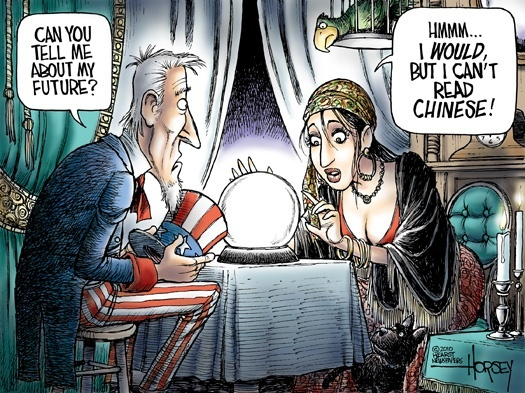 CAN YOU
TELL ME
ABOUT MY
FUTURE?
HMMM...
I WOULD,
BUT I CAN'T
READ
CHINESE!
©2010
HEARST
NEWSPAPERS
HORSEY